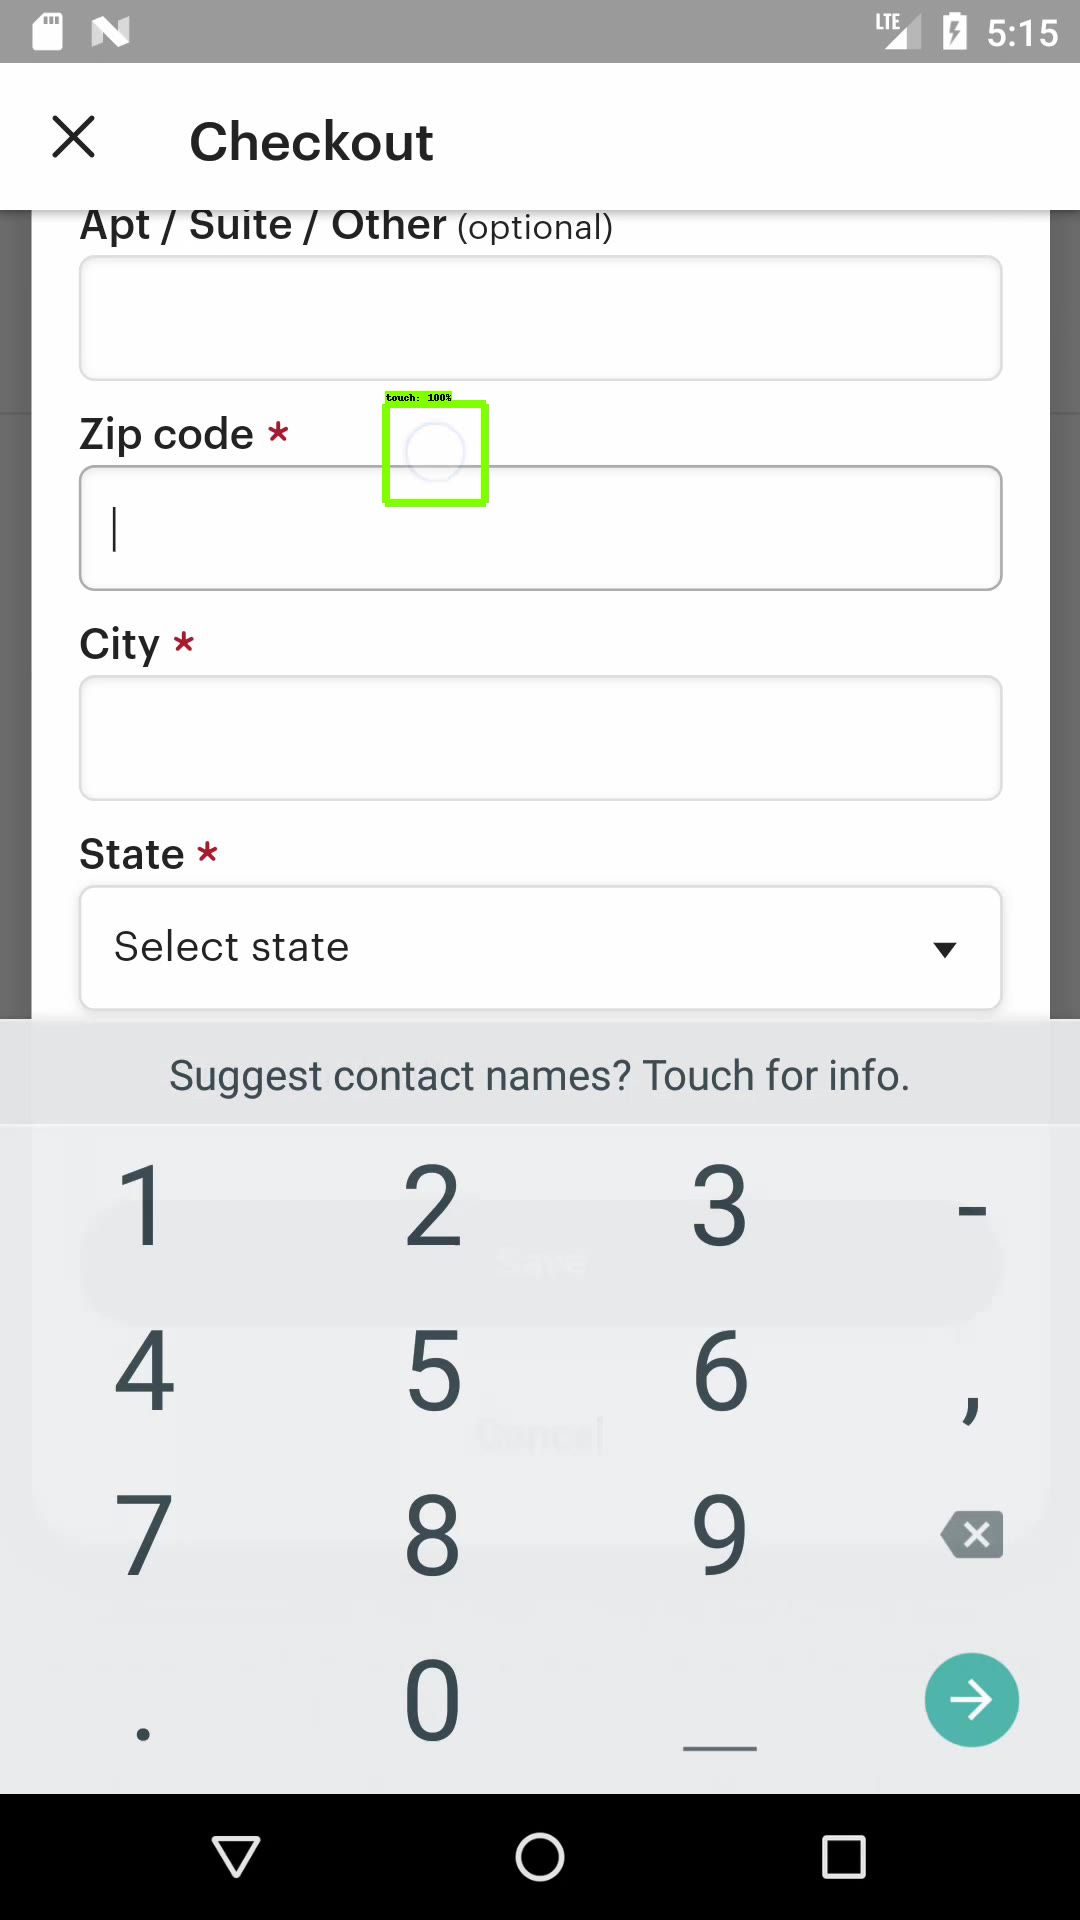 LTE 5:15
Checkout
Apt / Suite / Other (optional)
touch: 100%
Zip code *
City *
State *
Select state
Suggest contact names? Touch for info.
1 2 3 -
Save
4 5 6 ,
Cancel
7 8 9
. 0 _